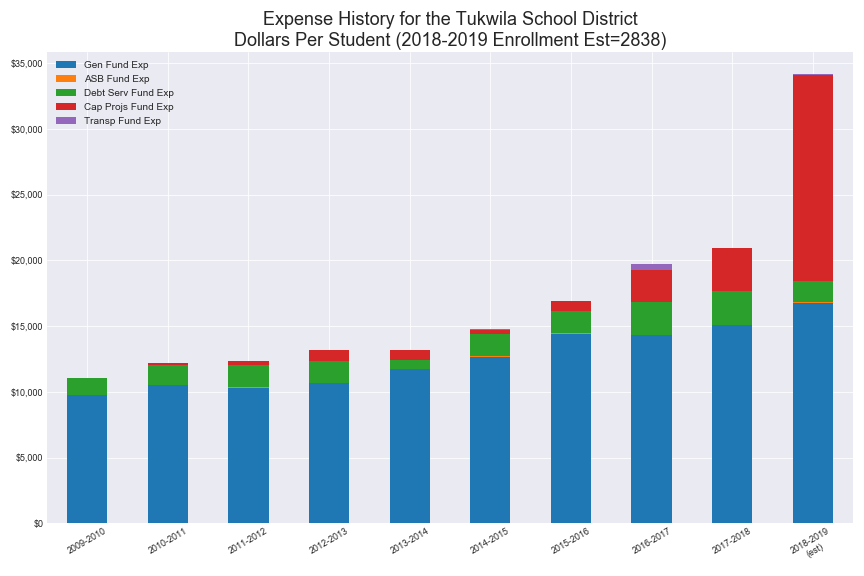 Expense History for the Tukwila School District
Dollars Per Student (2018-2019 Enrollment Est=2838)
Gen Fund Exp
ASB Fund Exp
Debt Serv Fund Exp
Cap Projs Fund Exp
Transp Fund Exp
$35,000
$30,000
$25,000
$20,000
$15,000
$10,000
$5,000
$0
2009-2010
2010-2011
2011-2012
2012-2013
2013-2014
2014-2015
2015-2016
2016-2017
2017-2018
2018-2019
(est)